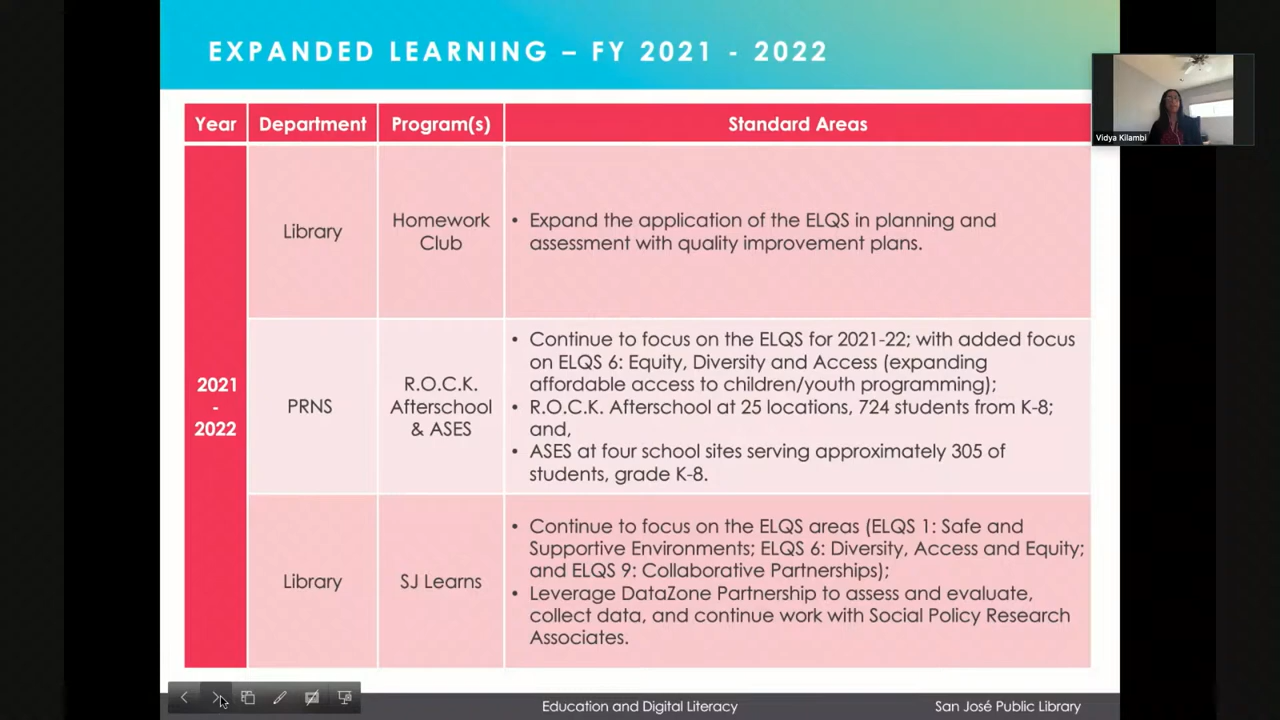 EXPANDED LEARNING – FY 2021 - 2022
Vidya Kilambi
Year
Department
Program(s)
Standard Areas
2021
-
2022
Library
Homework
Club
• Expand the application of the ELQS in planning and
assessment with quality improvement plans.
PRNS
R.O.C.K.
Afterschool
& ASES
• Continue to focus on the ELQS for 2021-22; with added focus
on ELQS 6: Equity, Diversity and Access (expanding
affordable access to children/youth programming);
• R.O.C.K. Afterschool at 25 locations, 724 students from K-8;
and,
• ASES at four school sites serving approximately 305 of
students, grade K-8.
Library
SJ Learns
• Continue to focus on the ELQS areas (ELQS 1: Safe and
Supportive Environments; ELQS 6: Diversity, Access and Equity;
and ELQS 9: Collaborative Partnerships);
• Leverage DataZone Partnership to assess and evaluate,
collect data, and continue work with Social Policy Research
Associates.
Education and Digital Literacy
San José Public Library